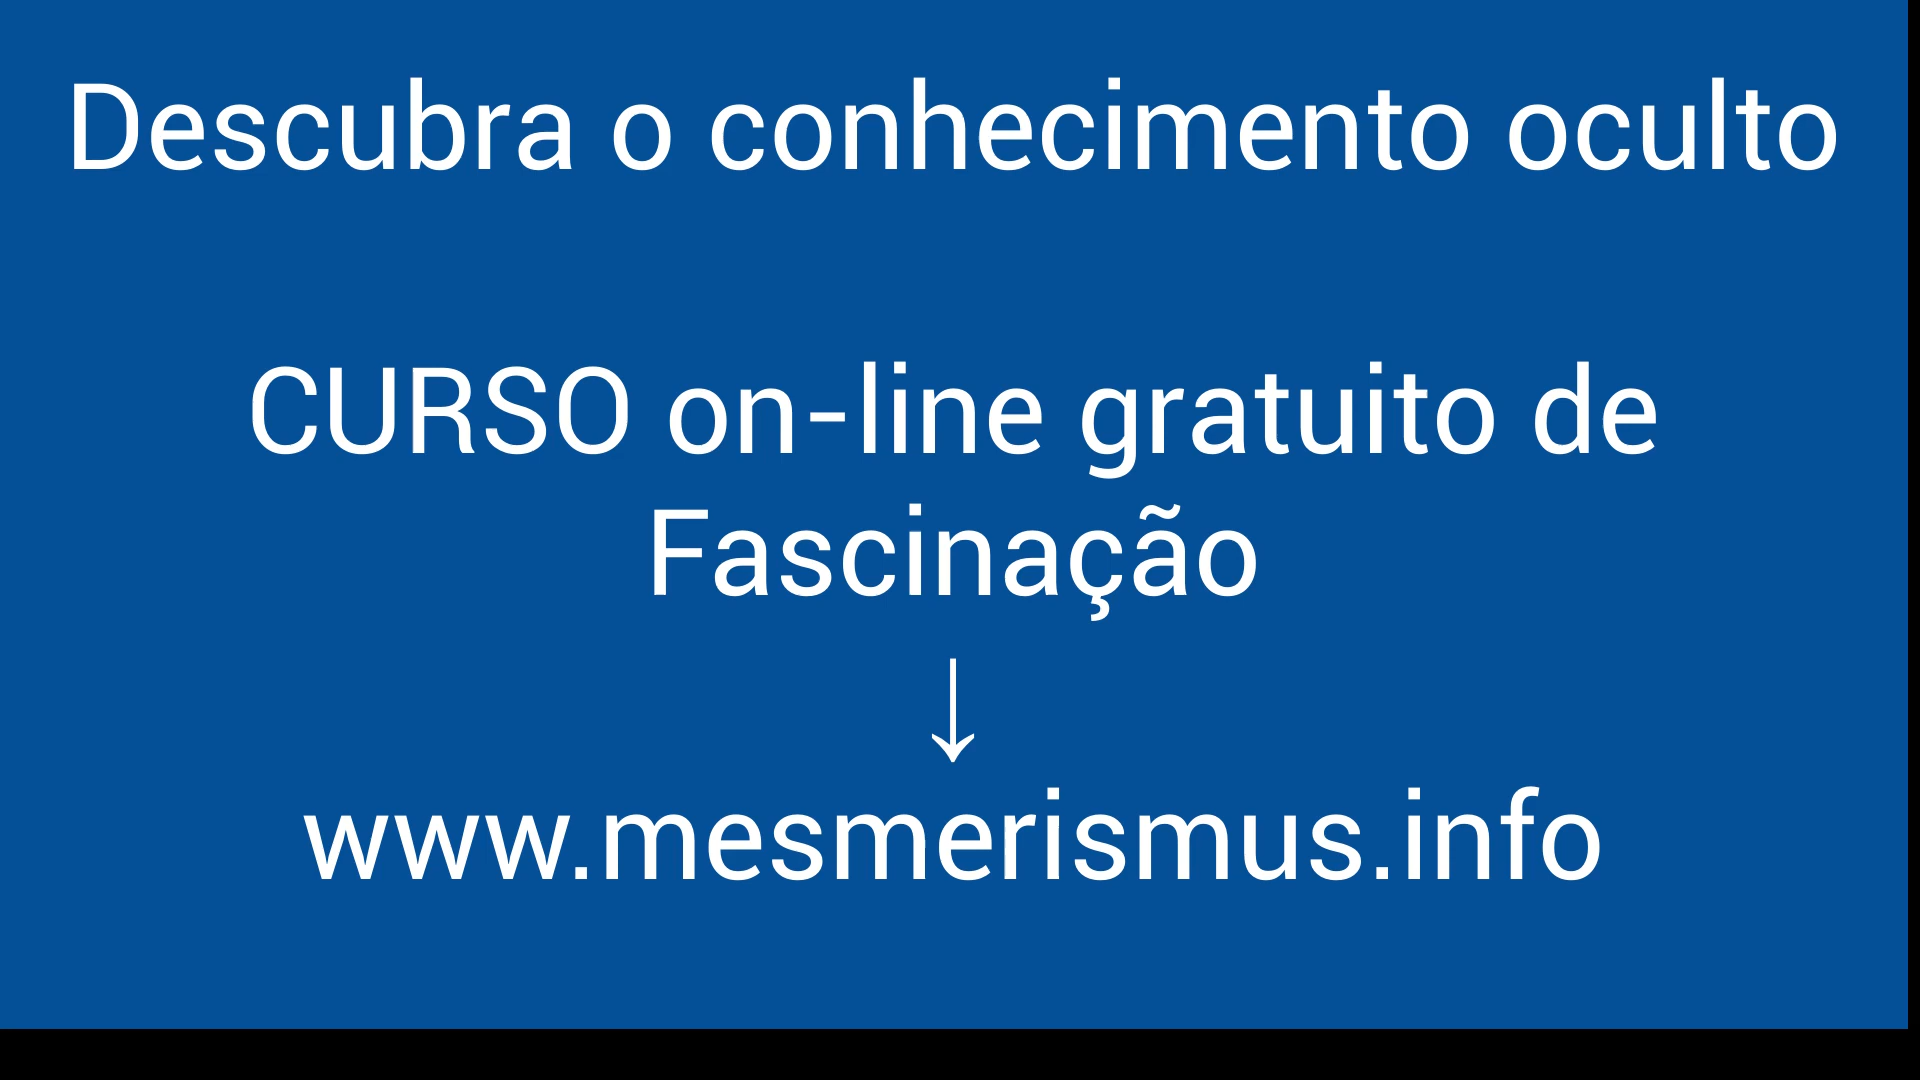 Descubra o conhecimento oculto
CURSO on-line gratuito de
Fascinação
↓
www.mesmerismus.info